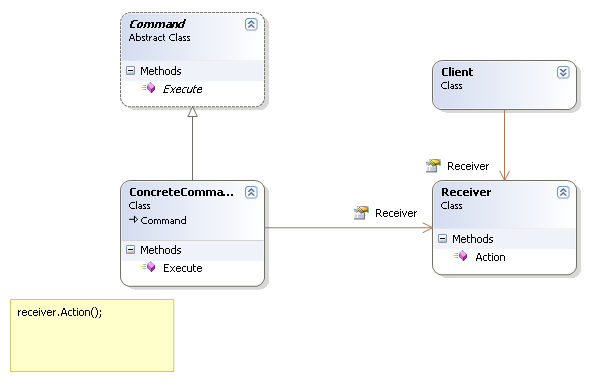 Command
Abstract Class
Methods
Execute
Client
Class
Receiver
ConcreteComma...
Class
Command
Methods
Execute
Receiver
Receiver
Class
Methods
Action
receiver.Action();